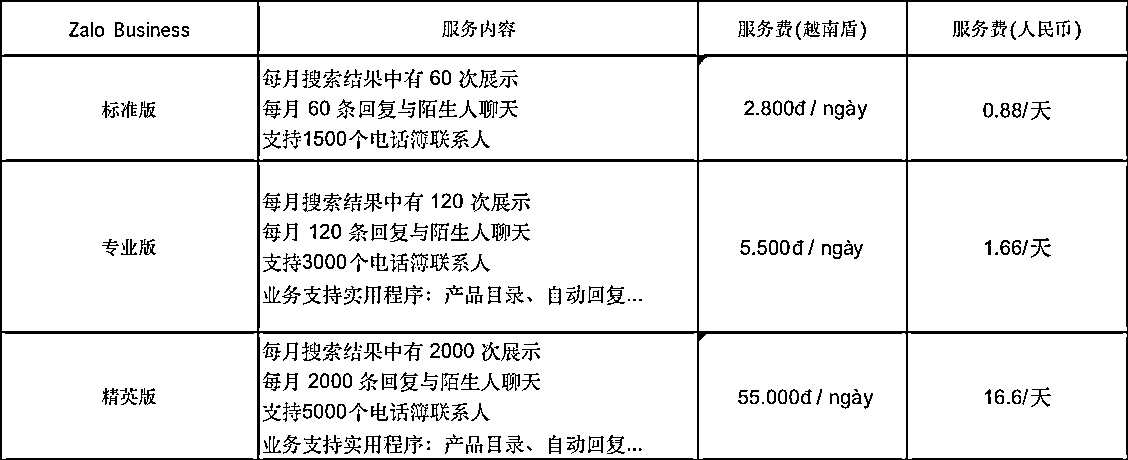 Zalo Business 服务内容 服务费(越南盾) 服务费(人民币)
标准版
每月搜索结果中有 60 次展示
每月 60 条回复与陌生人聊天
支持1500个电话簿联系人
2.800đ / ngày
0.88/天
专业版
每月搜索结果中有 120 次展示
每月 120 条回复与陌生人聊天
支持3000个电话簿联系人
业务支持实用程序：产品目录、自动回复...
5.500đ / ngày
1.66/天
精英版
每月搜索结果中有 2000 次展示
每月 2000 条回复与陌生人聊天
支持5000个电话簿联系人
业务支持实用程序：产品目录、自动回复...
55.000đ / ngày
16.6/天